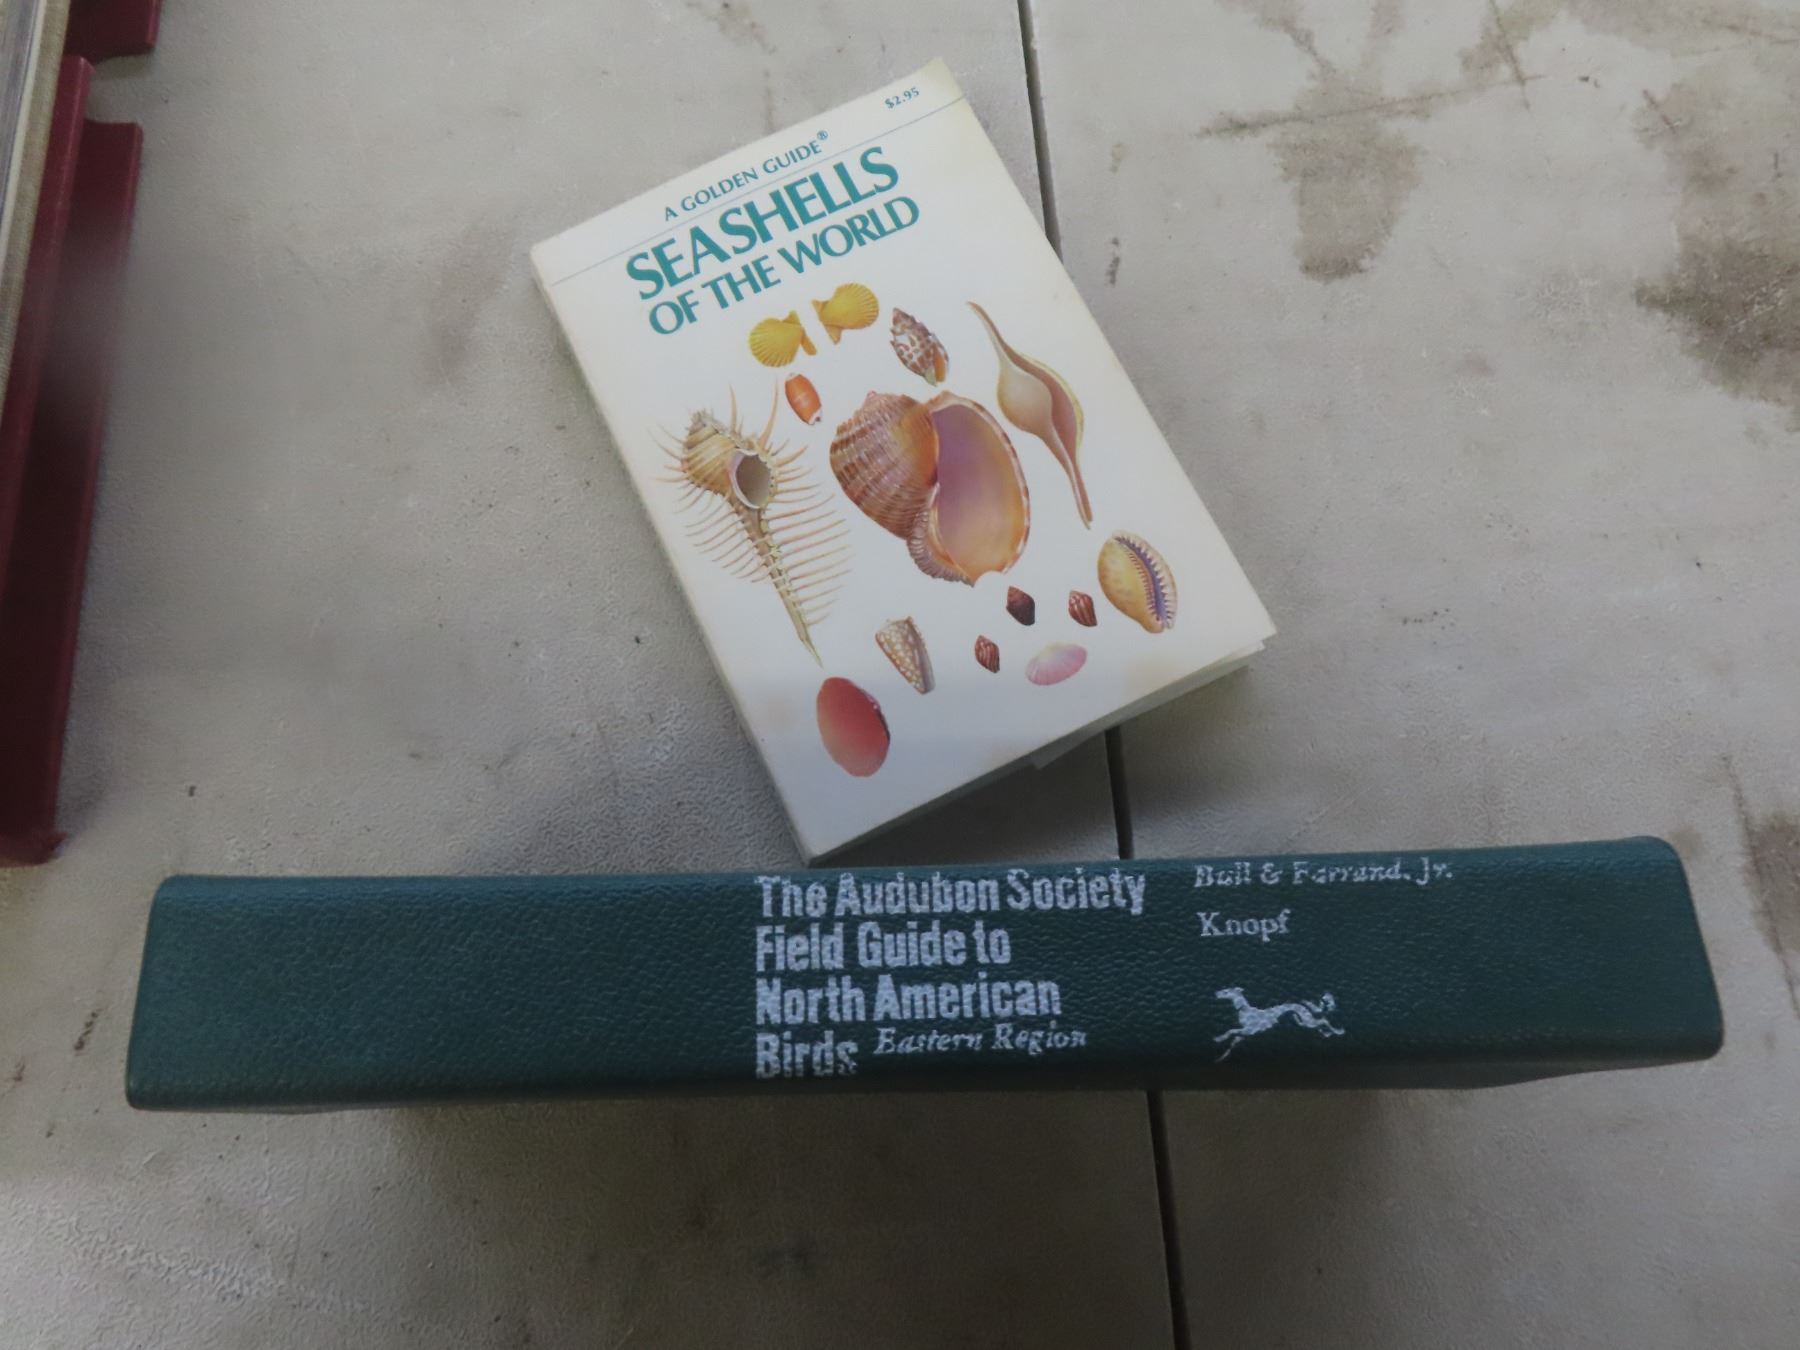 $2.95
A GOLDEN GUIDE®
SEASHELLS
OF THE WORLD
The Audubon Society
Field Guide to
North American
Birds Eastern Region
Bull & Farrand, Jr.
Knopf